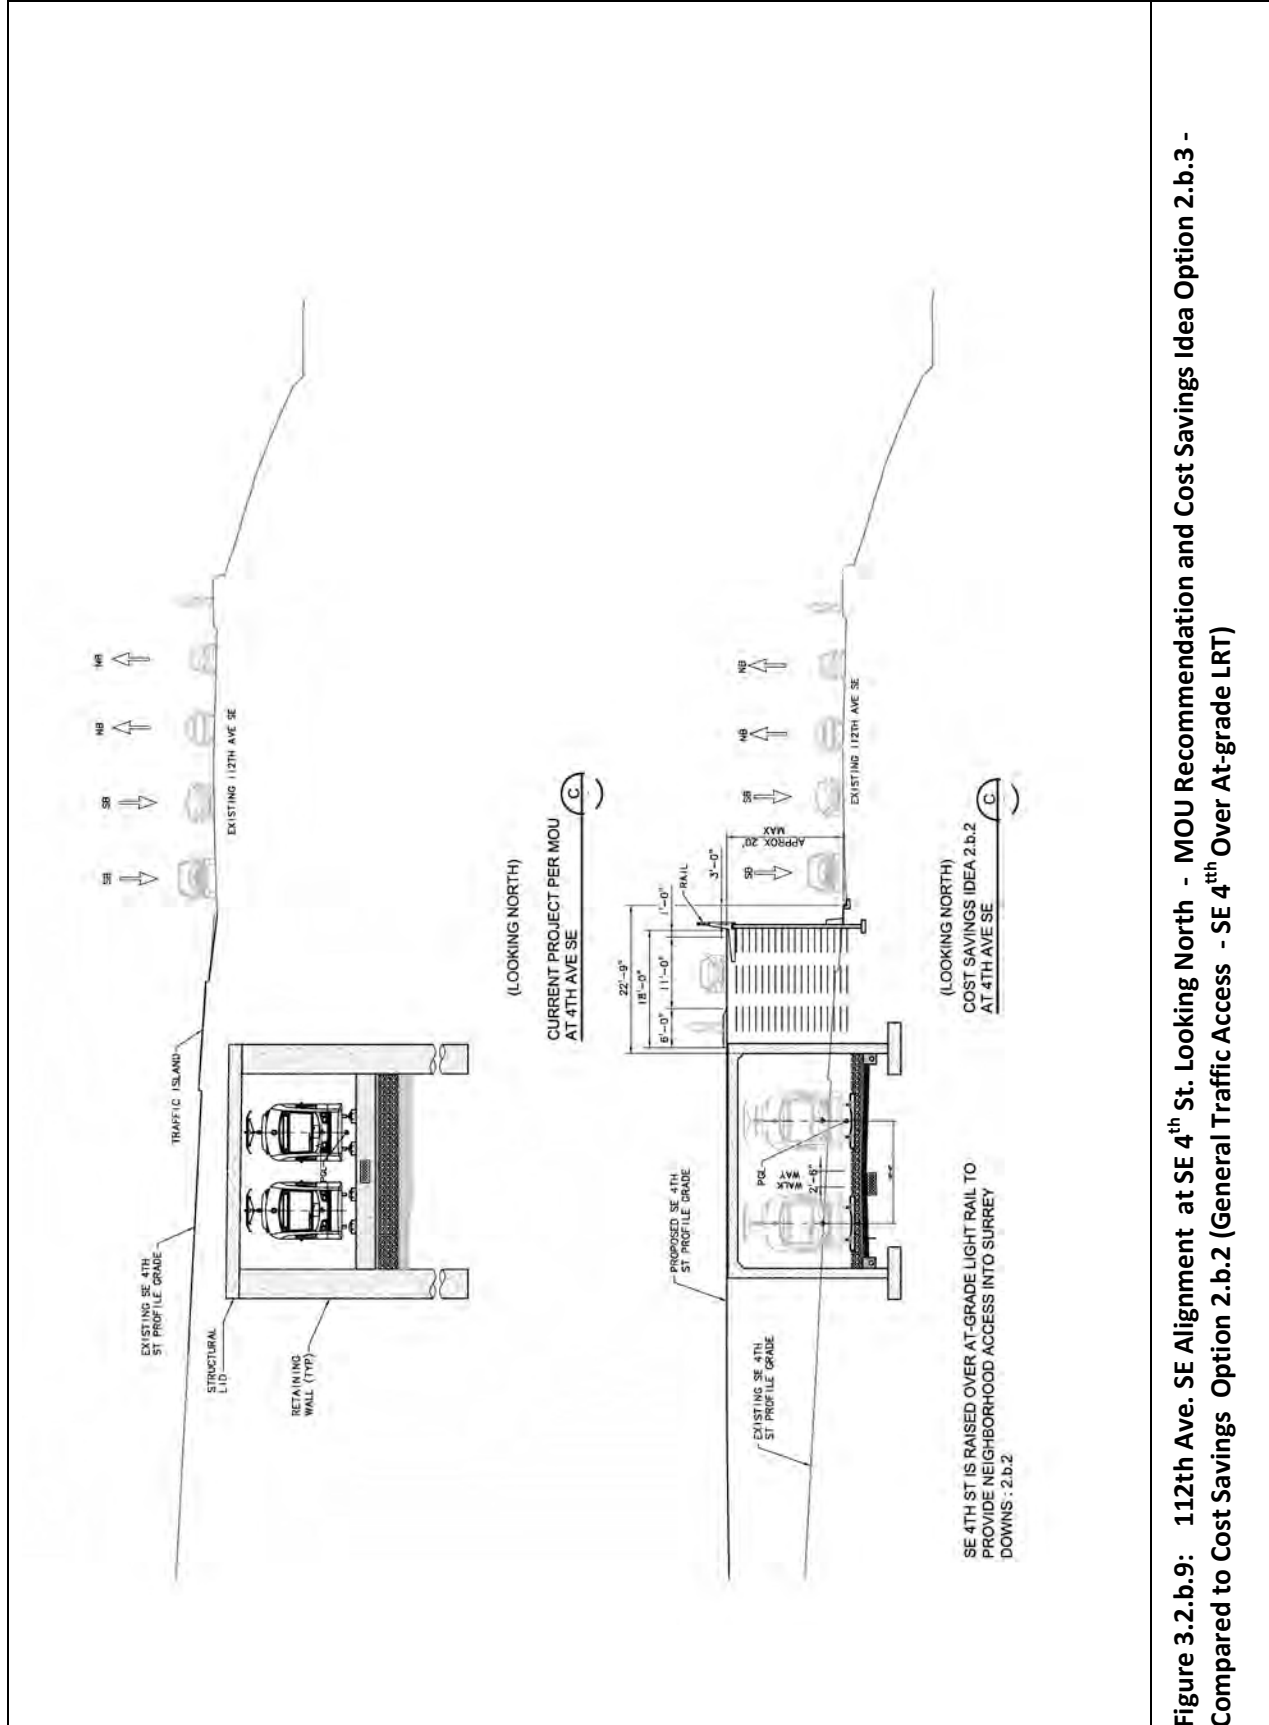 SB
SB
NB
NB
EXISTING SE 4TH
ST PROFILE GRADE
TRAFFIC ISLAND
EXISTING 112TH AVE SE
STRUCTURAL
LID
RETAINING
WALL (TYP.)
PGL
(LOOKING NORTH)
CURRENT PROJECT PER MOU
AT 4TH AVE SE
C
22'-9"
18'-0"
6'-0"
11'-0"
1'-0"
3'-0"
RAIL
APPROX 20'
MAX
SB
SB
NB
NB
PROPOSED SE 4TH
ST PROFILE GRADE
EXISTING SE 4TH
ST PROFILE GRADE
WALK
WAY
2'-6"
PGL
EXISTING 112TH AVE SE
SE 4TH ST IS RAISED OVER AT-GRADE LIGHT RAIL TO
PROVIDE NEIGHBORHOOD ACCESS INTO SURREY
DOWNS': 2.b.2
(LOOKING NORTH)
COST SAVINGS IDEA 2.b.2
AT 4TH AVE SE
C
Figure 3.2.b.9: 112th Ave. SE Alignment at SE 4th St. Looking North - MOU Recommendation and Cost Savings Idea Option 2.b.3 -
Compared to Cost Savings Option 2.b.2 (General Traffic Access - SE 4th Over At-grade LRT)